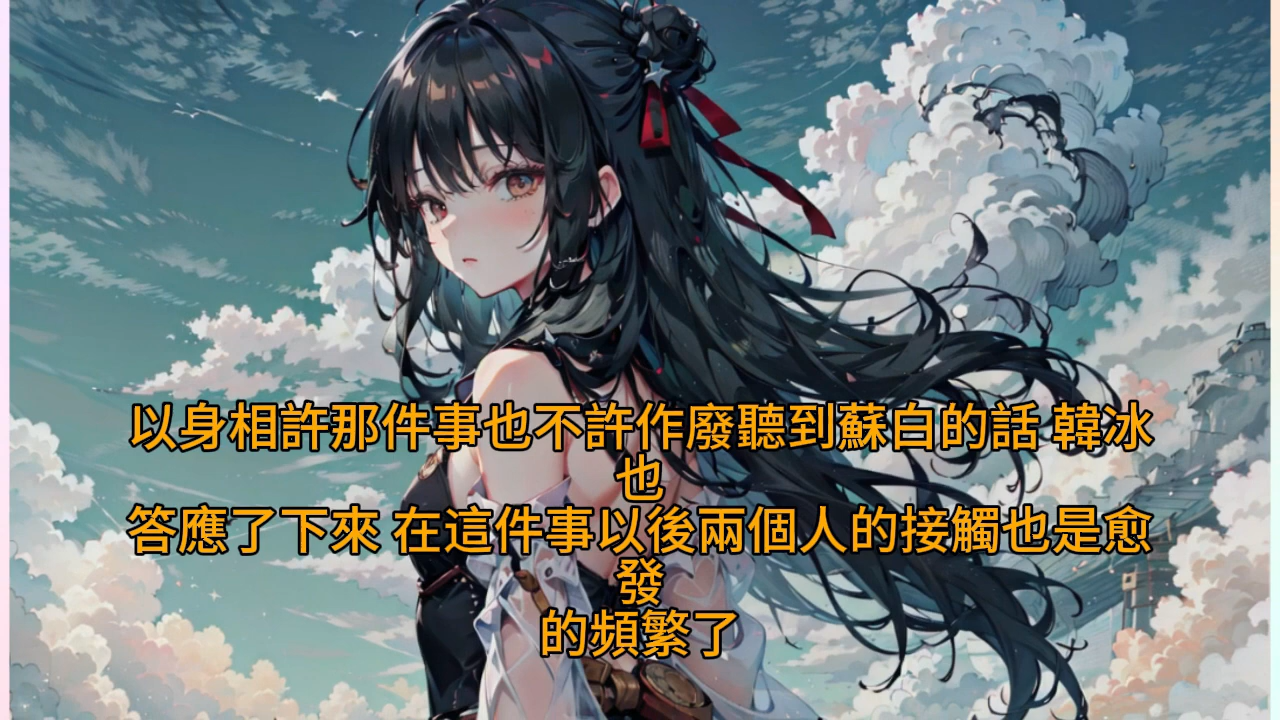 以身相許那件事也不許作廢聽到蘇白的話 韓冰
也
答應了下來 在這件事以後兩個人的接觸也是愈
發
的頻繁了